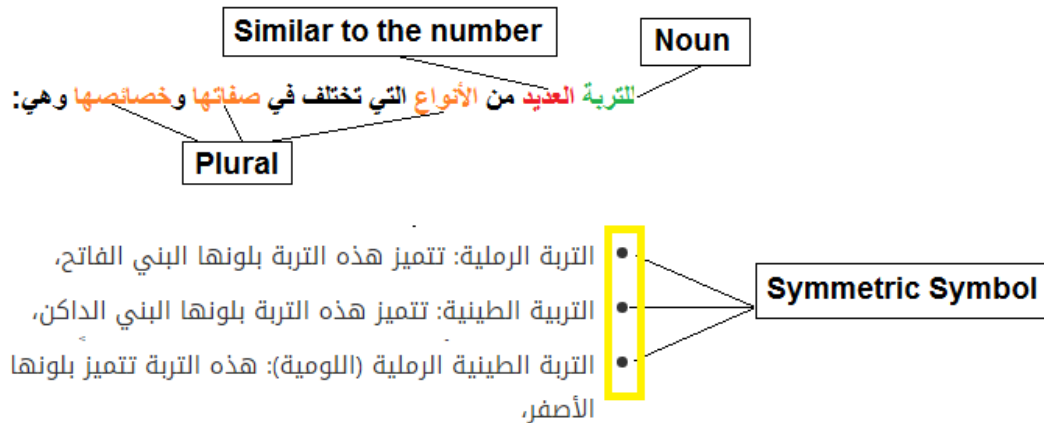 Similar to the number
Noun
للتربة العديد من الأنواع التي تختلف في صفاتها وخصائصها وهي:
Plural
• التربة الرملية: تتميز هذه التربة بلونها البني الفاتح،
• التربية الطينية: تتميز هذه التربة بلونها البني الداكن،
• التربة الطينية الرملية (اللومية): هذه التربة تتميز بلونها
الأصفر،
Symmetric Symbol